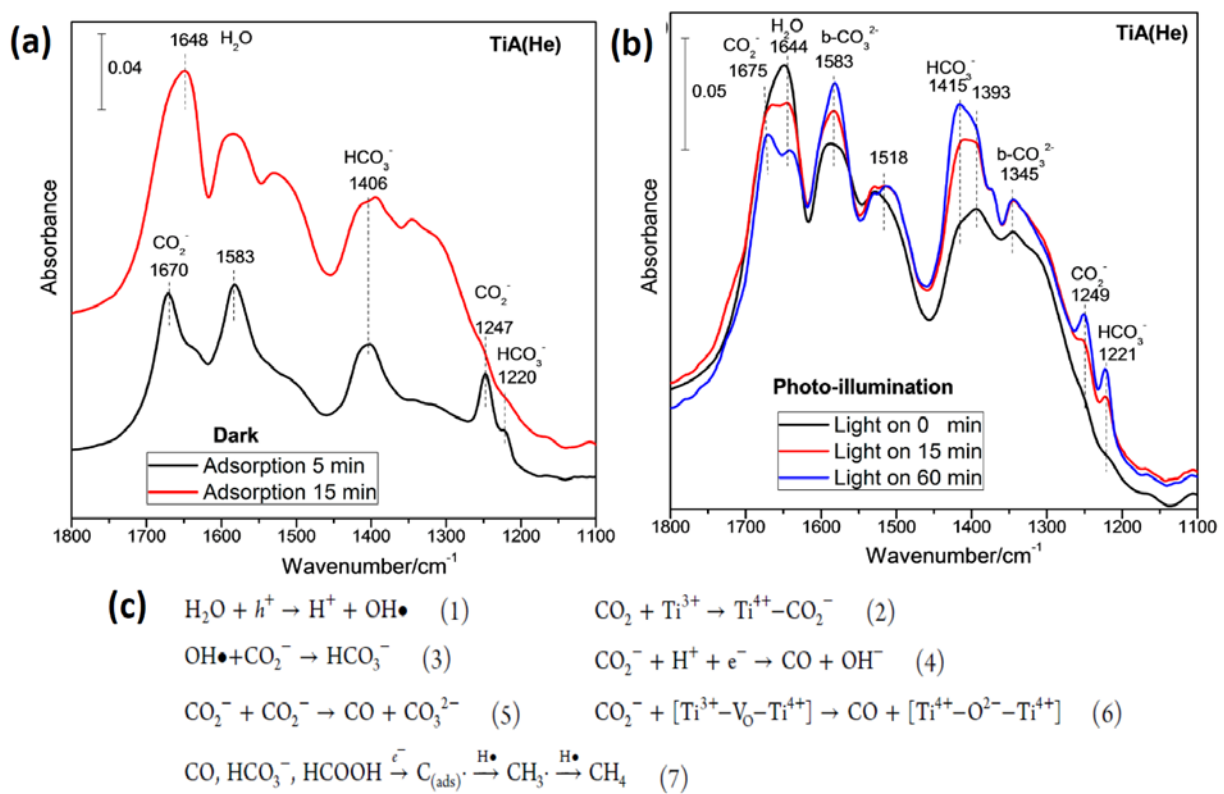 (a)
1648 H₂O
TiA(He)
0.04
HCO₃⁻
1406
CO₂⁻
1670
1583
CO₂⁻
1247
HCO₃⁻
1220
Dark
Adsorption 5 min
Adsorption 15 min
Absorbance
1800 1700 1600 1500 1400 1300 1200 1100
Wavenumber/cm⁻¹
(b)
CO₂⁻ H₂O b-CO₃²⁻
1675 1644 1583
TiA(He)
0.05
HCO₃⁻
1415 1393
1518
b-CO₃²⁻
1345
CO₂⁻
1249
HCO₃⁻
1221
Photo-illumination
Light on 0 min
Light on 15 min
Light on 60 min
Absorbance
1800 1700 1600 1500 1400 1300 1200 1100
Wavenumber/cm⁻¹
(c)
H₂O + h⁺ → H⁺ + OH● (1)
CO₂ + Ti³⁺ → Ti⁴⁺–CO₂⁻ (2)
OH●+CO₂⁻ → HCO₃⁻ (3)
CO₂⁻ + H⁺ + e⁻ → CO + OH⁻ (4)
CO₂⁻ + CO₂⁻ → CO + CO₃²⁻ (5)
CO₂⁻ + [Ti³⁺–V_O–Ti⁴⁺] → CO + [Ti⁴⁺–O²⁻–Ti⁴⁺] (6)
CO, HCO₃⁻, HCOOH →(e⁻) C₍ads₎· →(H●) CH₃· →(H●) CH₄ (7)